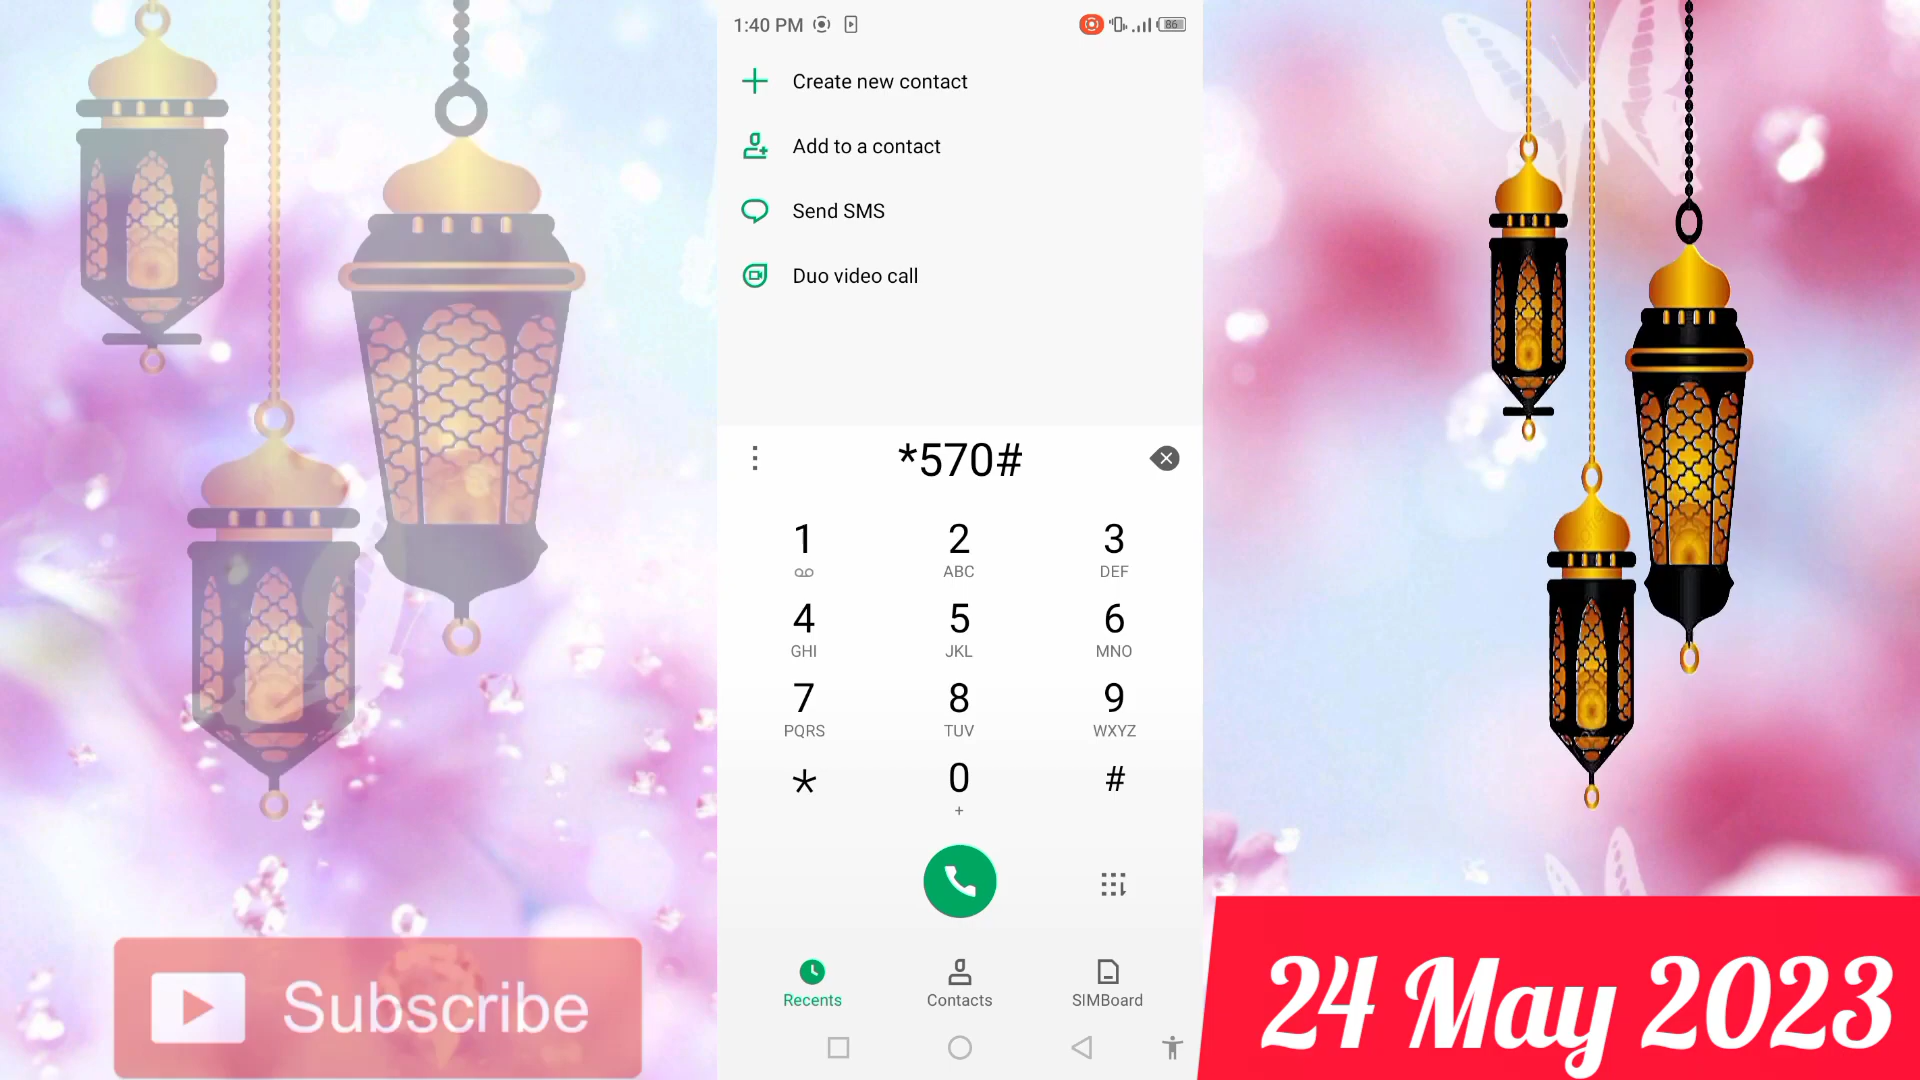 1:40 PM
86
Create new contact
Add to a contact
Send SMS
Duo video call
*570#
1
2
ABC
3
DEF
4
GHI
5
JKL
6
MNO
7
PQRS
8
TUV
9
WXYZ
*
0
+
#
Recents
Contacts
SIMBoard
Subscribe
24 May 2023